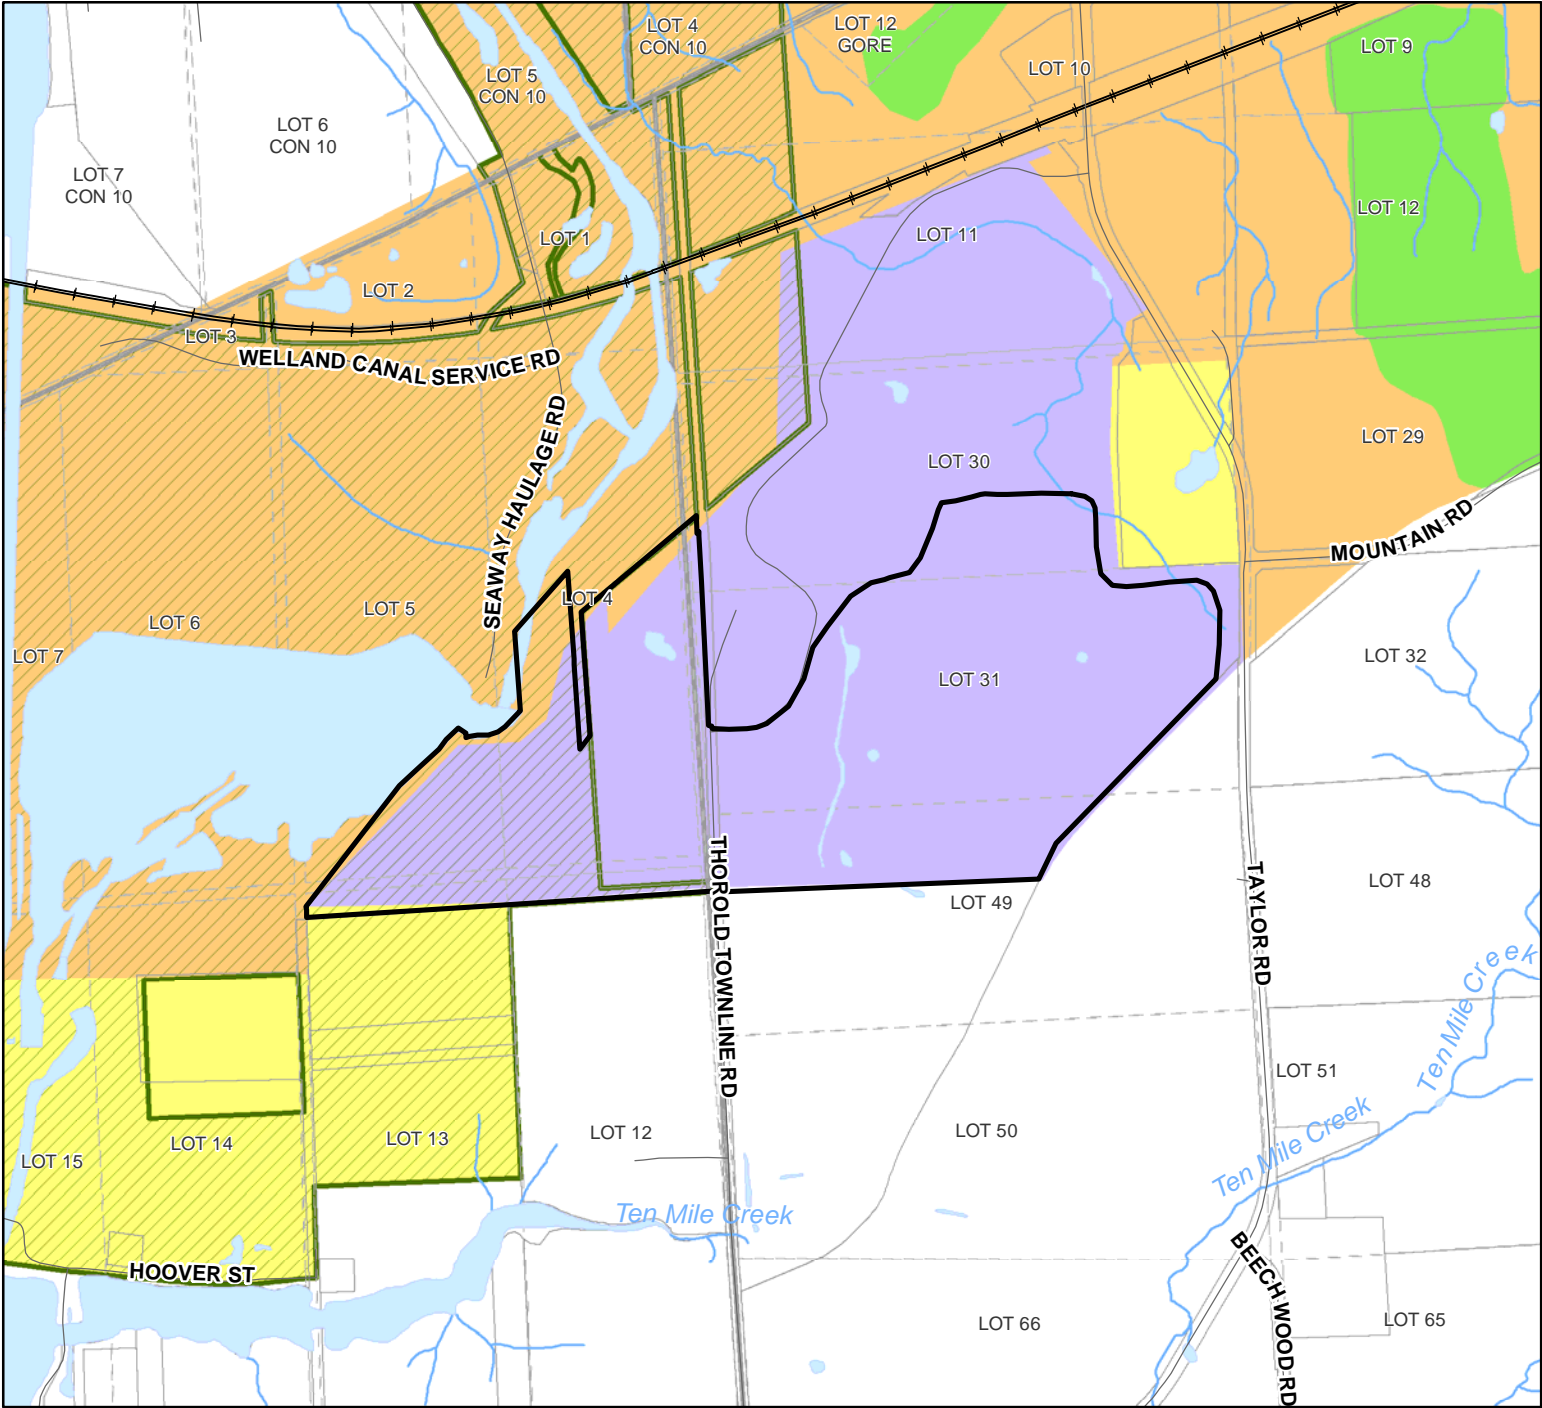 LOT 4
CON 10
LOT 12
GORE
LOT 9
LOT 10
LOT 5
CON 10
LOT 6
CON 10
LOT 7
CON 10
LOT 12
LOT 11
LOT 1
LOT 2
LOT 3
WELLAND CANAL SERVICE RD
SEAWAY HAULAGE RD
LOT 29
LOT 30
MOUNTAIN RD
LOT 4
LOT 5
LOT 6
LOT 7
LOT 32
LOT 31
THOROLD TOWNLINE RD
TAYLOR RD
LOT 48
LOT 49
Ten Mile Creek
LOT 51
Ten Mile Creek
LOT 50
LOT 12
LOT 13
LOT 14
LOT 15
Ten Mile Creek
HOOVER ST
BEECHWOOD RD
LOT 66
LOT 65